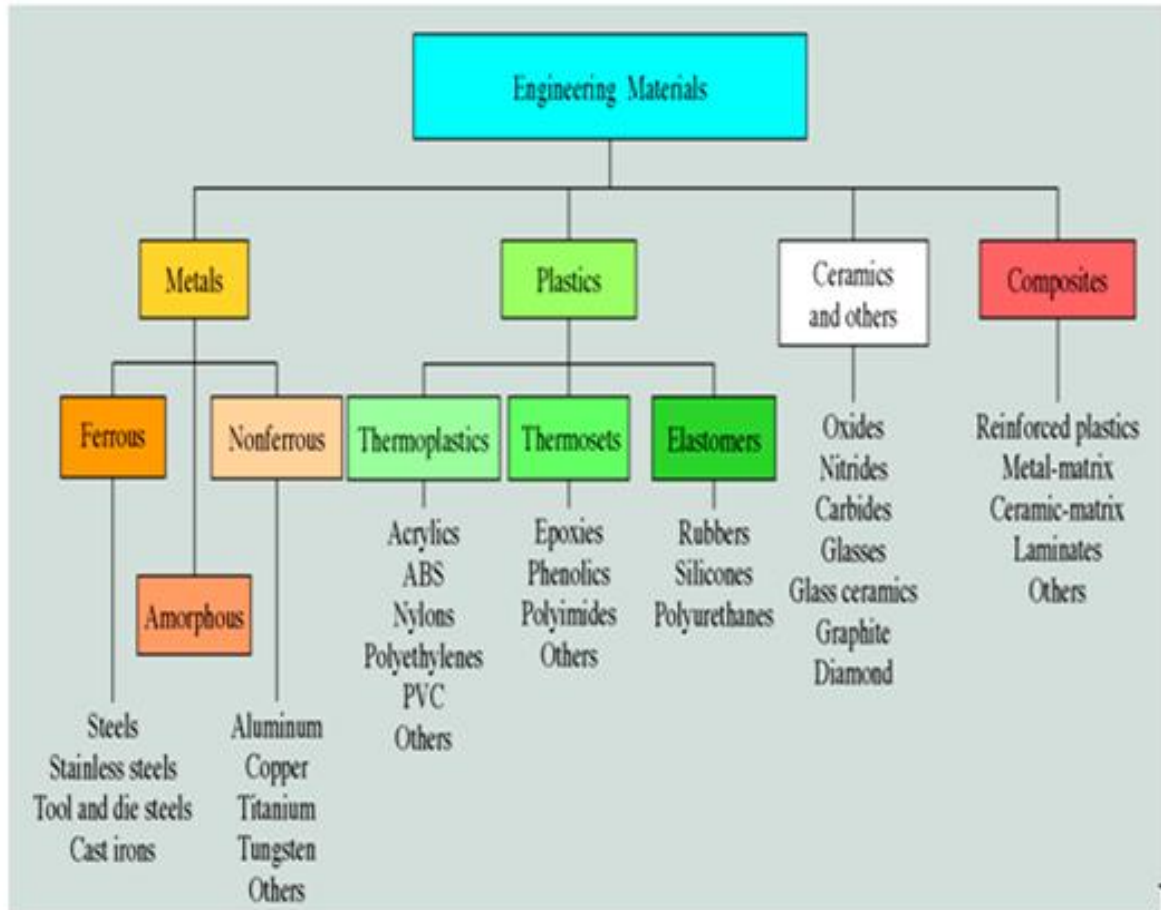 Engineering Materials
Metals
Plastics
Ceramics
and others
Composites
Ferrous
Nonferrous
Thermoplastics
Thermosets
Elastomers
Amorphous
Steels
Stainless steels
Tool and die steels
Cast irons
Aluminum
Copper
Titanium
Tungsten
Others
Acrylics
ABS
Nylons
Polyethylenes
PVC
Others
Epoxies
Phenolics
Polyimides
Others
Rubbers
Silicones
Polyurethanes
Oxides
Nitrides
Carbides
Glasses
Glass ceramics
Graphite
Diamond
Reinforced plastics
Metal-matrix
Ceramic-matrix
Laminates
Others